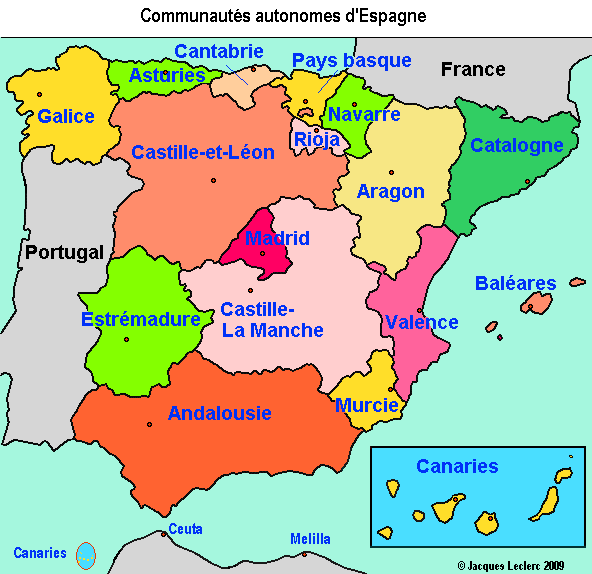 Communautés autonomes d'Espagne
Cantabrie
Asturies
Pays basque
France
Galice
Navarre
Rioja
Castille-et-Léon
Catalogne
Aragon
Portugal
Madrid
Baléares
Estrémadure
Castille-
La Manche
Valence
Andalousie
Murcie
Canaries
Ceuta
Melilla
Canaries
© Jacques Leclerc 2009